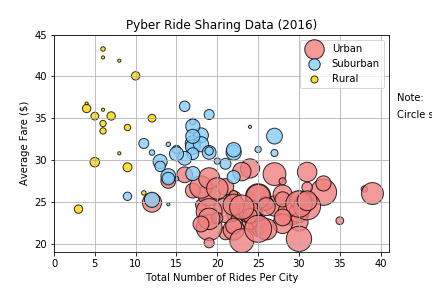 Pyber Ride Sharing Data (2016)
Urban
Suburban
Rural
Note:
Circle s
Average Fare ($)
45
40
35
30
25
20
0 5 10 15 20 25 30 35 40
Total Number of Rides Per City